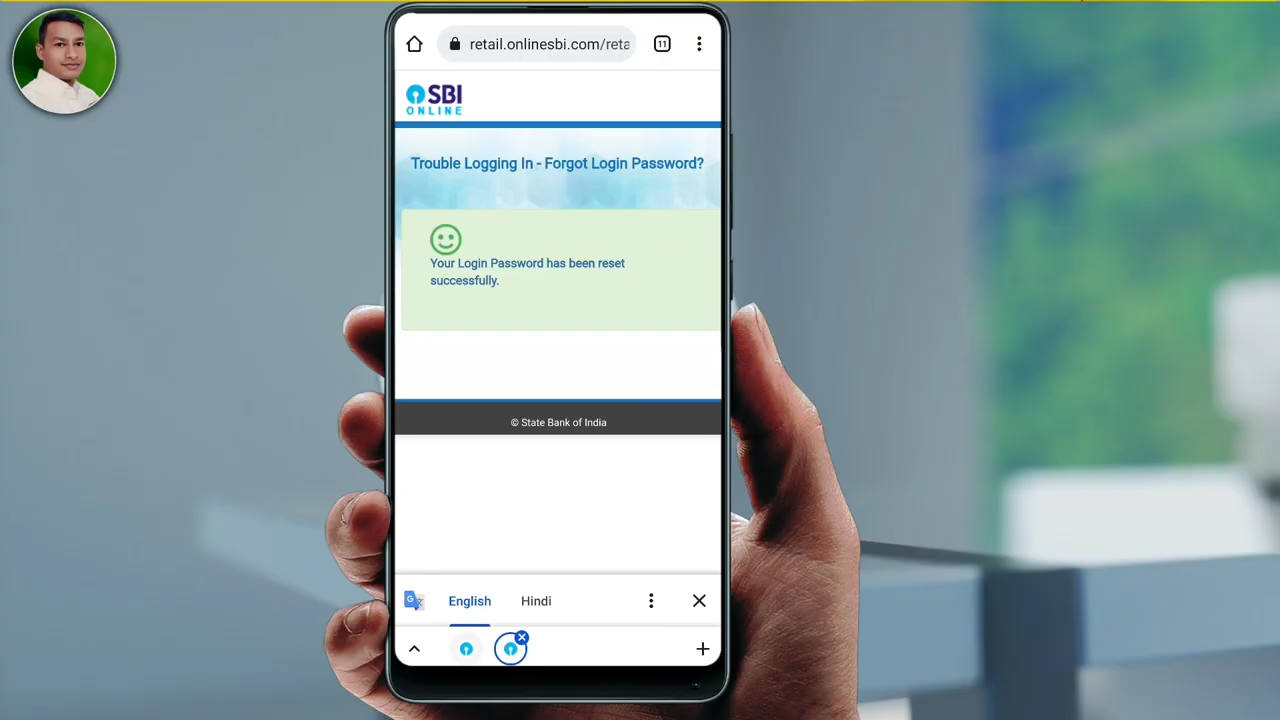 retail.onlinesbi.com/reta
11
SBI
ONLINE
Trouble Logging In - Forgot Login Password?
Your Login Password has been reset
successfully.
© State Bank of India
English Hindi